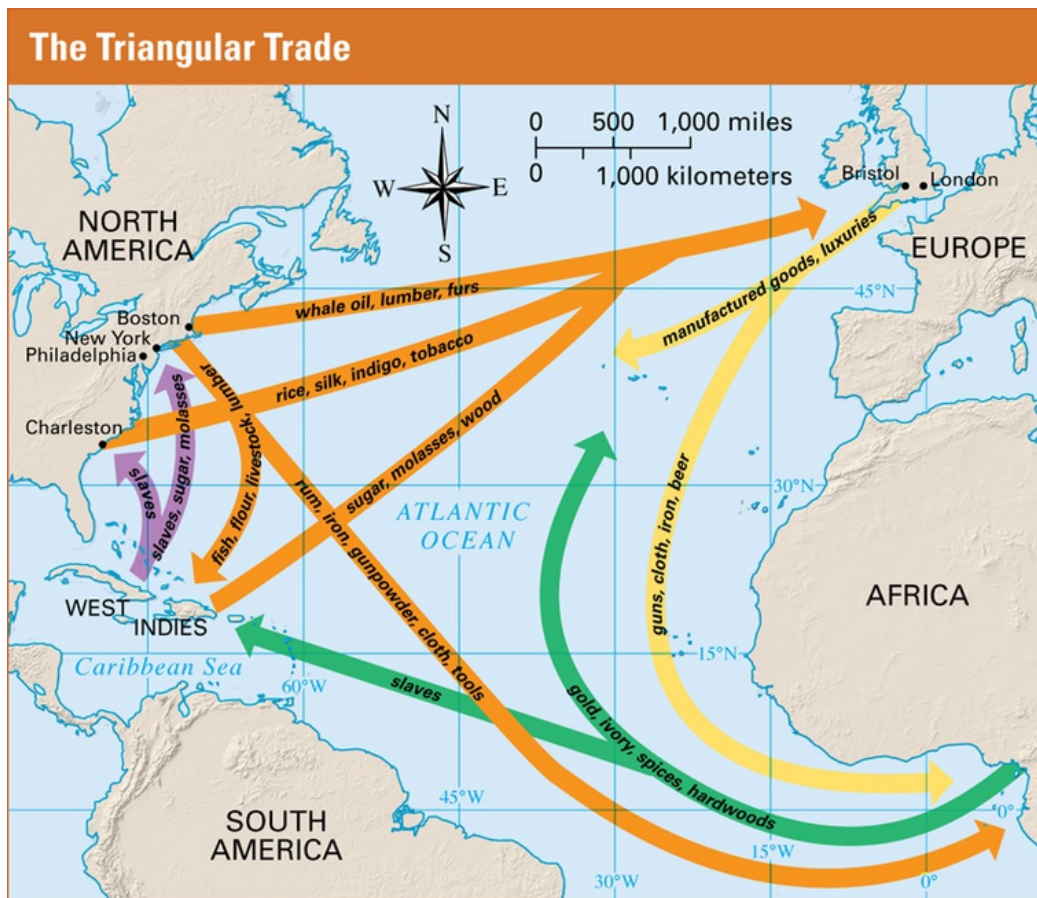 The Triangular Trade
N
W E
S
0 500 1,000 miles
0 1,000 kilometers
Bristol
London
NORTH
AMERICA
EUROPE
manufactured goods, luxuries
45°N
whale oil, lumber, furs
Boston
New York
Philadelphia
rice, silk, indigo, tobacco
Charleston
slaves
slaves, sugar, molasses
fish, flour, livestock, lumber
sugar, molasses, wood
rum, iron, gunpowder, cloth, tools
30°N
ATLANTIC
OCEAN
guns, cloth, iron, beer
AFRICA
WEST
INDIES
Caribbean Sea
60°W
15°N
slaves
gold, ivory, spices, hardwoods
45°W
SOUTH
AMERICA
0°
15°W
30°W
0°